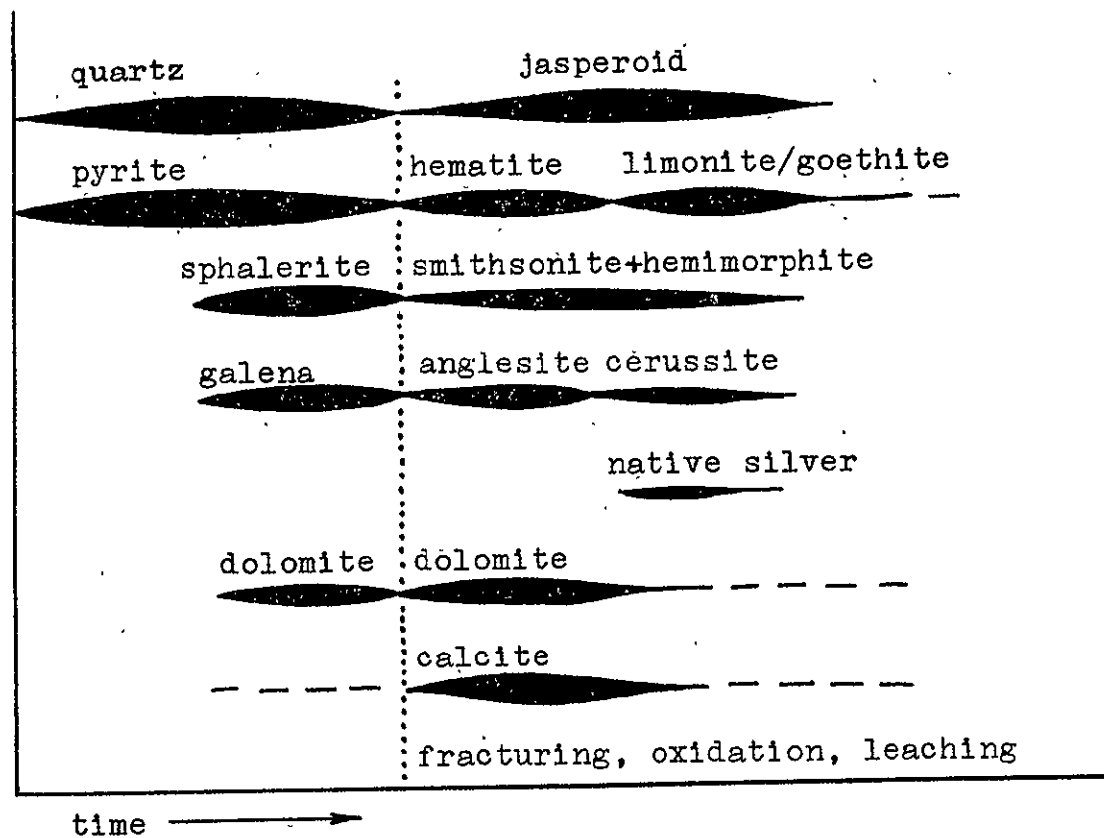 quartz jasperoid
pyrite hematite limonite/goethite
sphalerite smithsonite+hemimorphite
galena anglesite cerussite
native silver
dolomite dolomite
calcite
fracturing, oxidation, leaching
time